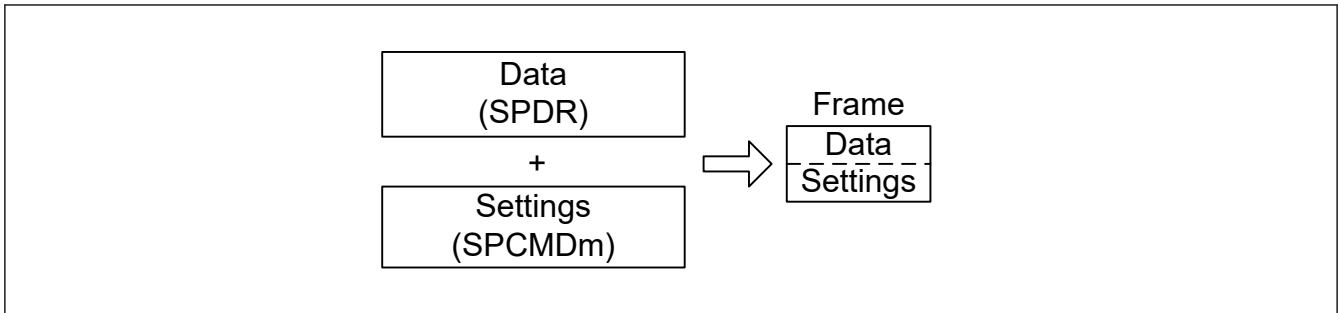 Data
(SPDR)
+
Settings
(SPCMDm)
Frame
Data
Settings